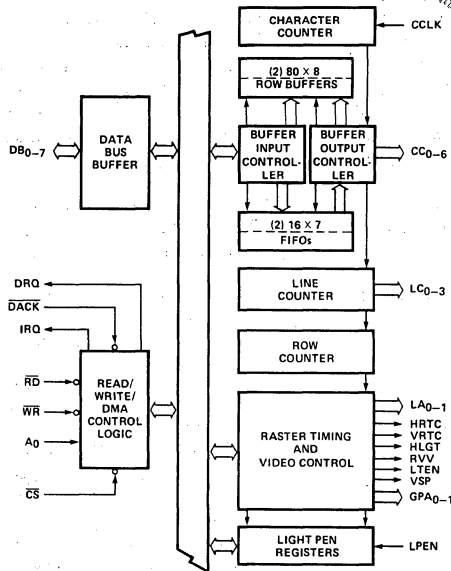 CHARACTER
COUNTER
CCLK
(2) 80 X 8
ROW BUFFERS
DB0-7
DATA
BUS
BUFFER
BUFFER
INPUT
CONTROL-
LER
BUFFER
OUTPUT
CONTROL-
LER
CC0-6
(2) 16 X 7
FIFOs
LINE
COUNTER
LC0-3
ROW
COUNTER
DRQ
DACK
IRQ
RD
WR
A0
CS
READ/
WRITE/
DMA
CONTROL
LOGIC
RASTER TIMING
AND
VIDEO CONTROL
LA0-1
HRTC
VRTC
HLGT
RVV
LTEN
VSP
GPA0-1
LIGHT PEN
REGISTERS
LPEN